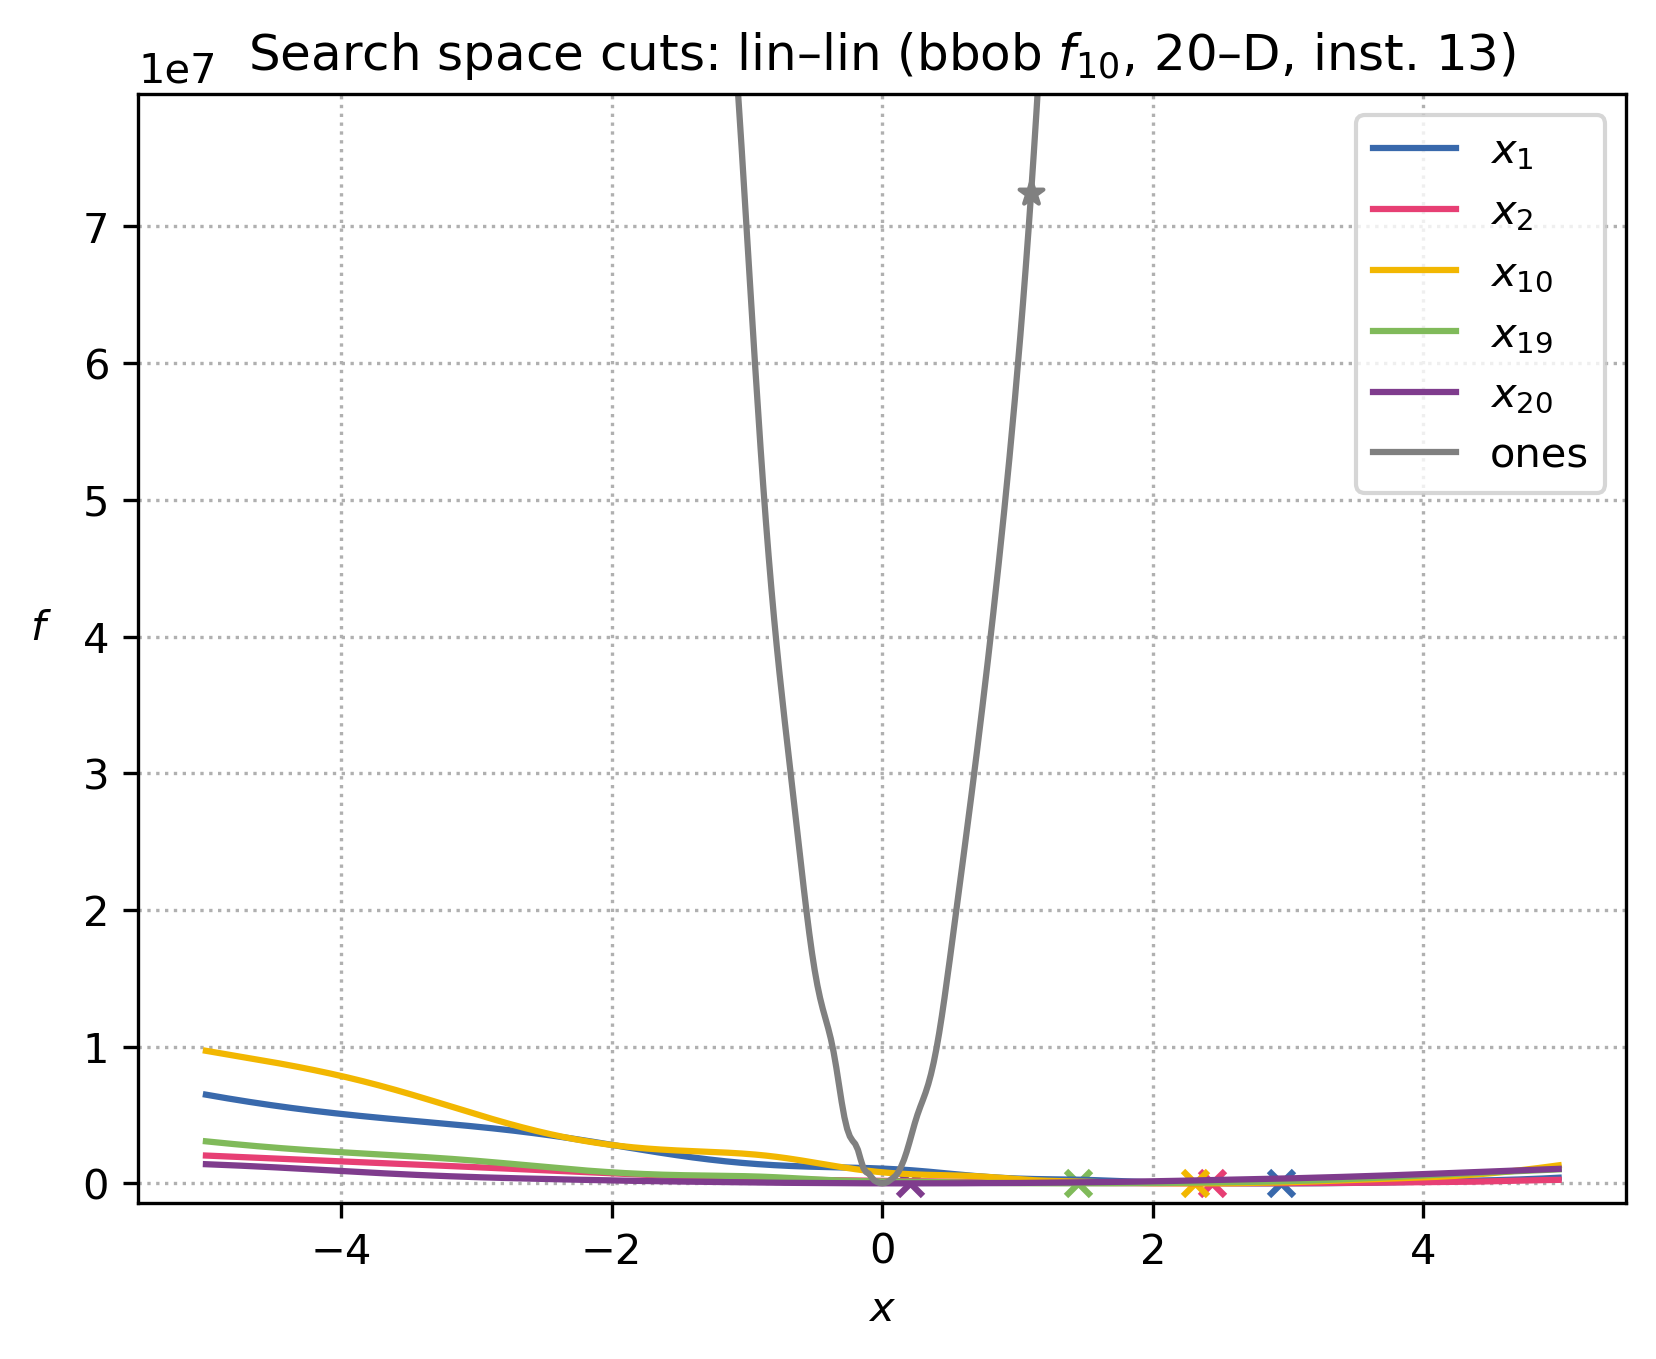 Search space cuts: lin–lin (bbob f₁₀, 20–D, inst. 13)
1e7
7
6
5
4
3
2
1
0
f
−4 −2 0 2 4
x
x₁
x₂
x₁₀
x₁₉
x₂₀
ones